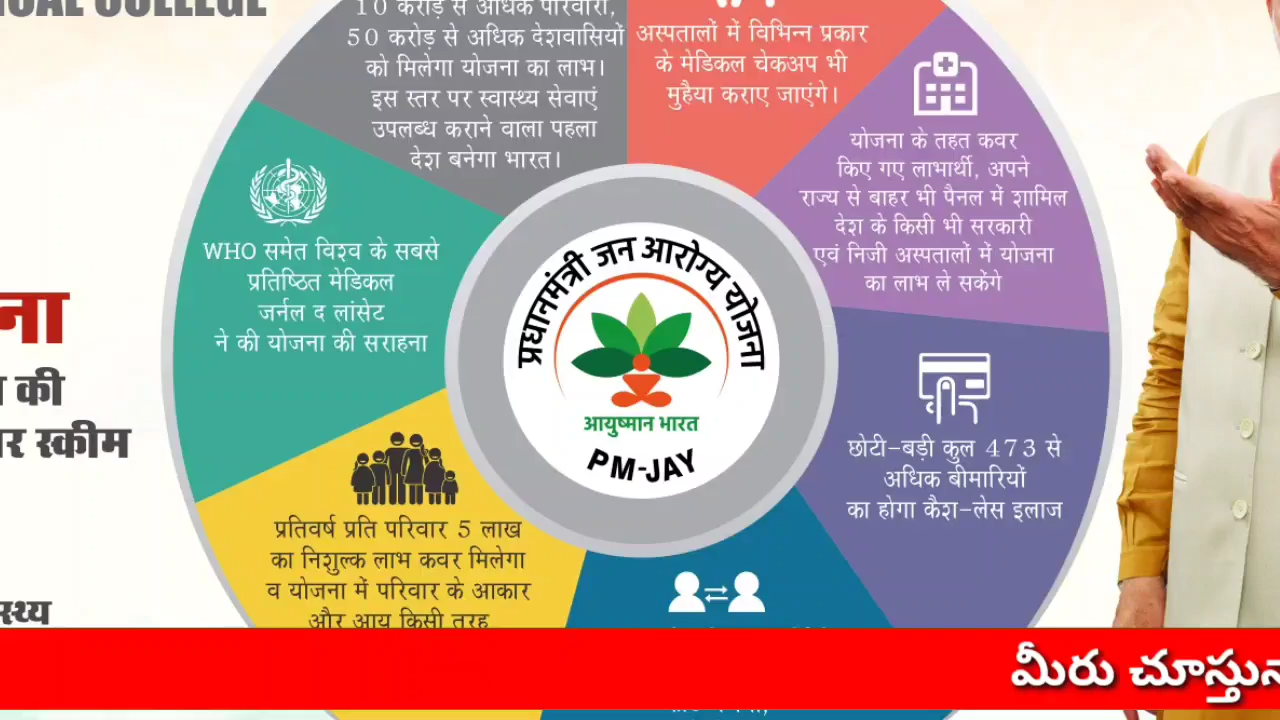 10 करोड़ से अधिक परिवारों,
50 करोड़ से अधिक देशवासियों
को मिलेगा योजना का लाभ।
इस स्तर पर स्वास्थ्य सेवाएं
उपलब्ध कराने वाला पहला
देश बनेगा भारत।
अस्पतालों में विभिन्न प्रकार
के मेडिकल चेकअप भी
मुहैया कराए जाएंगे।
योजना के तहत कवर
किए गए लाभार्थी, अपने
राज्य से बाहर भी पैनल में शामिल
देश के किसी भी सरकारी
एवं निजी अस्पतालों में योजना
का लाभ ले सकेंगे
WHO समेत विश्व के सबसे
प्रतिष्ठित मेडिकल
जर्नल द लांसेट
ने की योजना की सराहना
प्रधानमंत्री जन आरोग्य योजना
आयुष्मान भारत
PM-JAY
छोटी-बड़ी कुल 473 से
अधिक बीमारियों
का होगा कैश-लेस इलाज
प्रतिवर्ष प्रति परिवार 5 लाख
का निशुल्क लाभ कवर मिलेगा
व योजना में परिवार के आकार
और आय किसी तरह
की
स्कीम
COLLEGE
మీరు